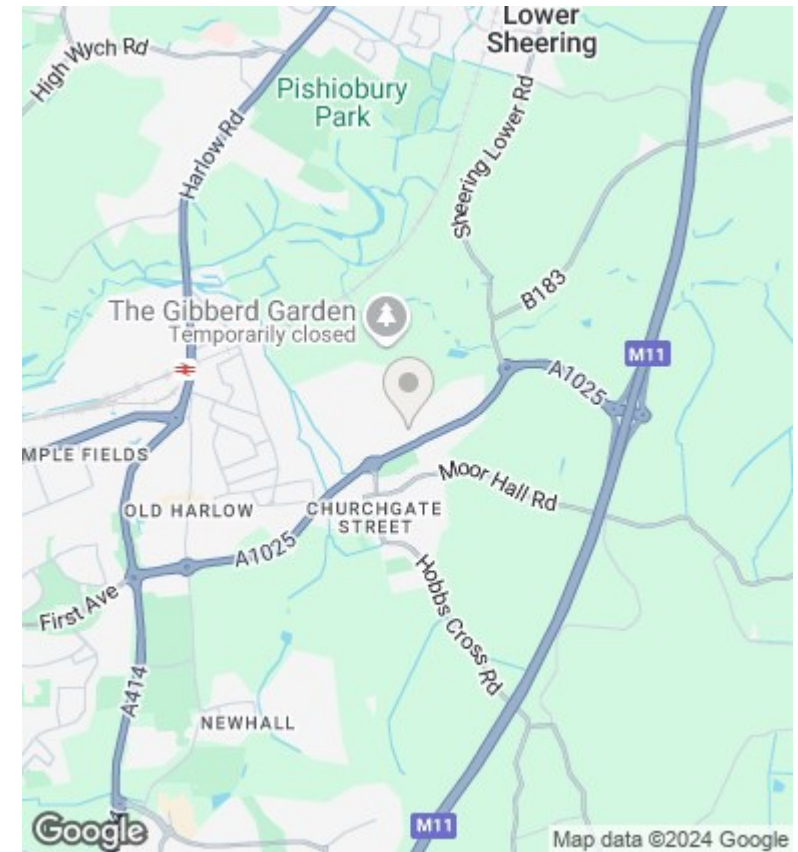 Lower
Sheering
High Wych Rd
Pishiobury
Park
Harlow Rd
Sheering Lower Rd
B183
The Gibberd Garden
Temporarily closed
M11
A1025
MPLE FIELDS
Moor Hall Rd
OLD HARLOW
CHURCHGATE
STREET
A1025
First Ave
Hobbs Cross Rd
A414
NEWHALL
M11
Google
Map data ©2024 Google